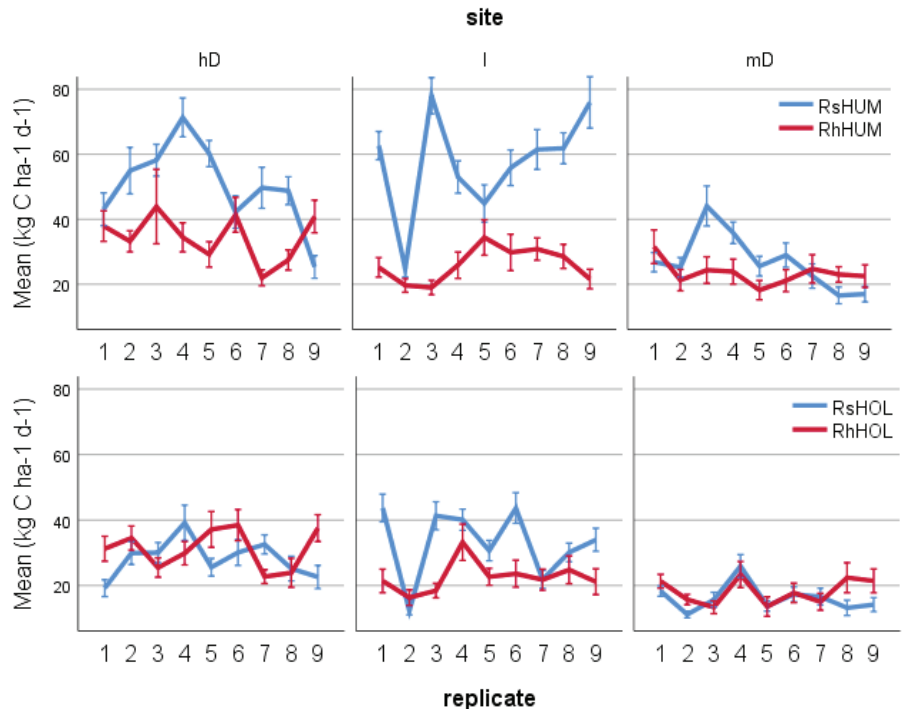 site
hD I mD
Mean (kg C ha-1 d-1)
80
60
40
20
RsHUM
RhHUM
1 2 3 4 5 6 7 8 9 1 2 3 4 5 6 7 8 9 1 2 3 4 5 6 7 8 9
Mean (kg C ha-1 d-1)
80
60
40
20
RsHOL
RhHOL
1 2 3 4 5 6 7 8 9 1 2 3 4 5 6 7 8 9 1 2 3 4 5 6 7 8 9
replicate